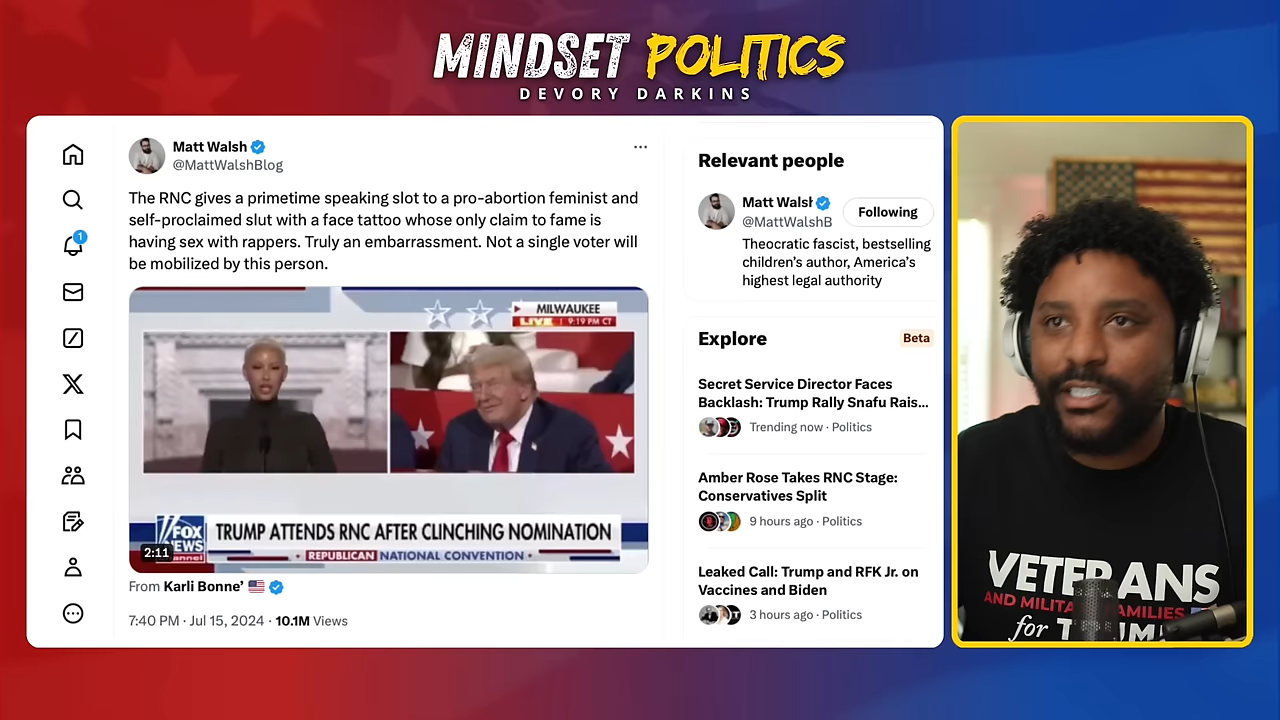 MINDSET POLITICS
DEVORY DARKINS
Matt Walsh
@MattWalshBlog
The RNC gives a primetime speaking slot to a pro-abortion feminist and
self-proclaimed slut with a face tattoo whose only claim to fame is
having sex with rappers. Truly an embarrassment. Not a single voter will
be mobilized by this person.
MILWAUKEE
LIVE 9:19 PM CT
FOX
NEWS
channel
TRUMP ATTENDS RNC AFTER CLINCHING NOMINATION
REPUBLICAN NATIONAL CONVENTION
2:11
From Karli Bonne’ 🇺🇸
7:40 PM · Jul 15, 2024 · 10.1M Views
1
Relevant people
Matt Walsh
@MattWalshB
Following
Theocratic fascist, bestselling
children’s author, America’s
highest legal authority
Explore
Beta
Secret Service Director Faces
Backlash: Trump Rally Snafu Rais...
Trending now · Politics
Amber Rose Takes RNC Stage:
Conservatives Split
9 hours ago · Politics
Leaked Call: Trump and RFK Jr. on
Vaccines and Biden
3 hours ago · Politics
VETERANS
AND MILITARY FAMILIES
for TRUMP